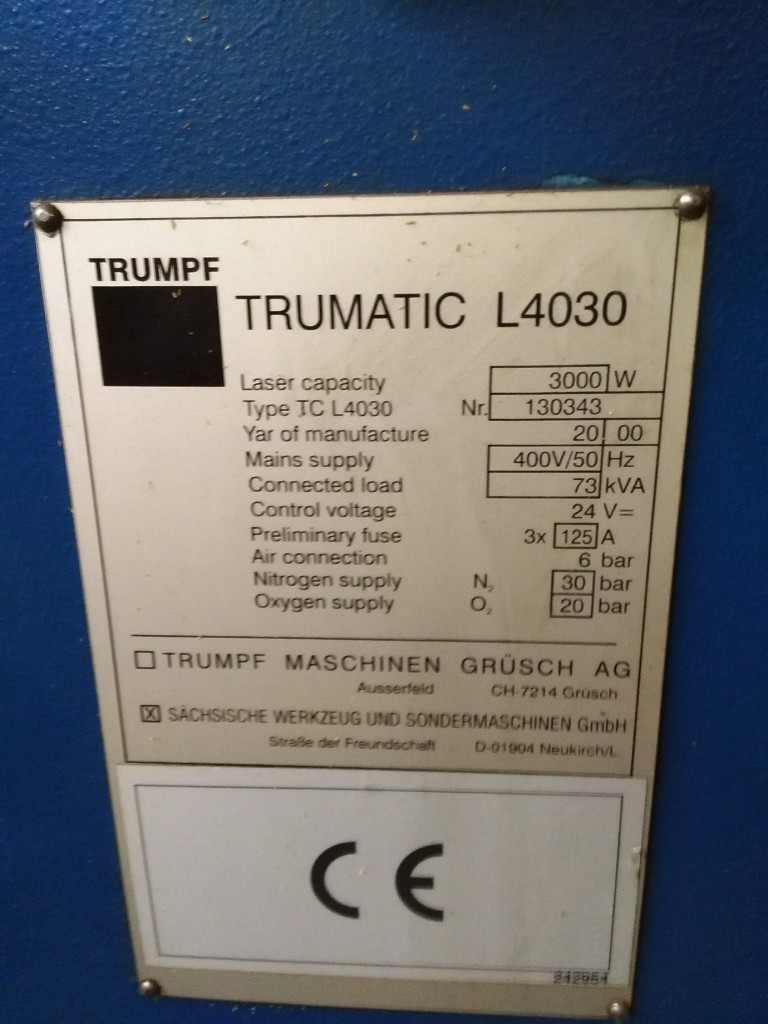 TRUMPF
TRUMATIC L4030
Laser capacity 3000 W
Type TC L4030 Nr. 130343
Yar of manufacture 20 00
Mains supply 400V/50 Hz
Connected load 73 kVA
Control voltage 24 V=
Preliminary fuse 3x 125 A
Air connection 6 bar
Nitrogen supply N₂ 30 bar
Oxygen supply O₂ 20 bar
☐ TRUMPF MASCHINEN GRÜSCH AG
Ausserfeld CH-7214 Grüsch
☒ SÄCHSISCHE WERKZEUG UND SONDERMASCHINEN GmbH
Straße der Freundschaft D-01904 Neukirch/L.
CE